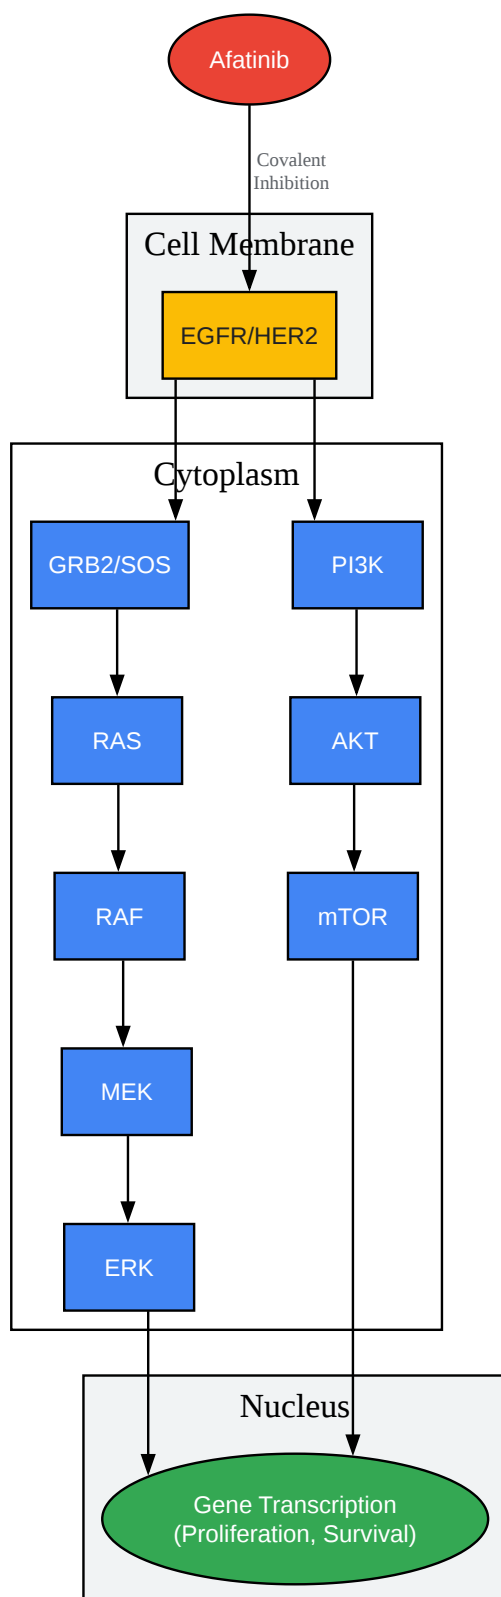 Afatinib
Covalent
Inhibition
Cell Membrane
EGFR/HER2
Cytoplasm
GRB2/SOS
PI3K
RAS
AKT
RAF
mTOR
MEK
ERK
Nucleus
Gene Transcription
(Proliferation, Survival)